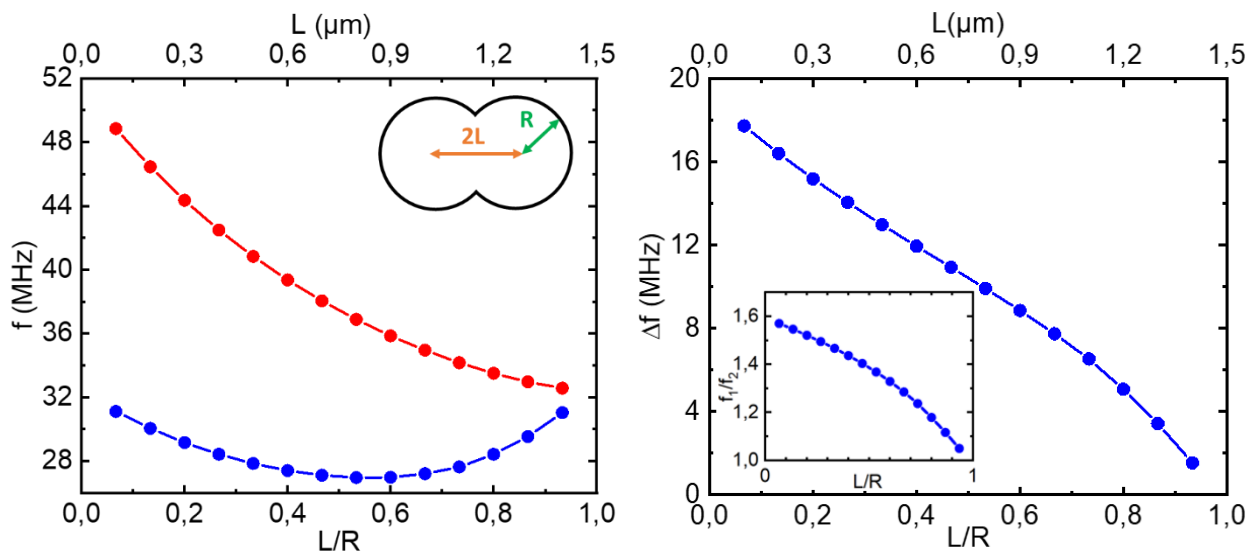 L (μm)
0,0 0,3 0,6 0,9 1,2 1,5
52
48
44
40
36
32
28
f (MHz)
2L
R
0,0 0,2 0,4 0,6 0,8 1,0
L/R
L(μm)
0,0 0,3 0,6 0,9 1,2 1,5
20
16
12
8
4
0
Δf (MHz)
1,6
1,4
1,2
1,0
f₁/f₂
0 1
L/R
0,0 0,2 0,4 0,6 0,8 1,0
L/R